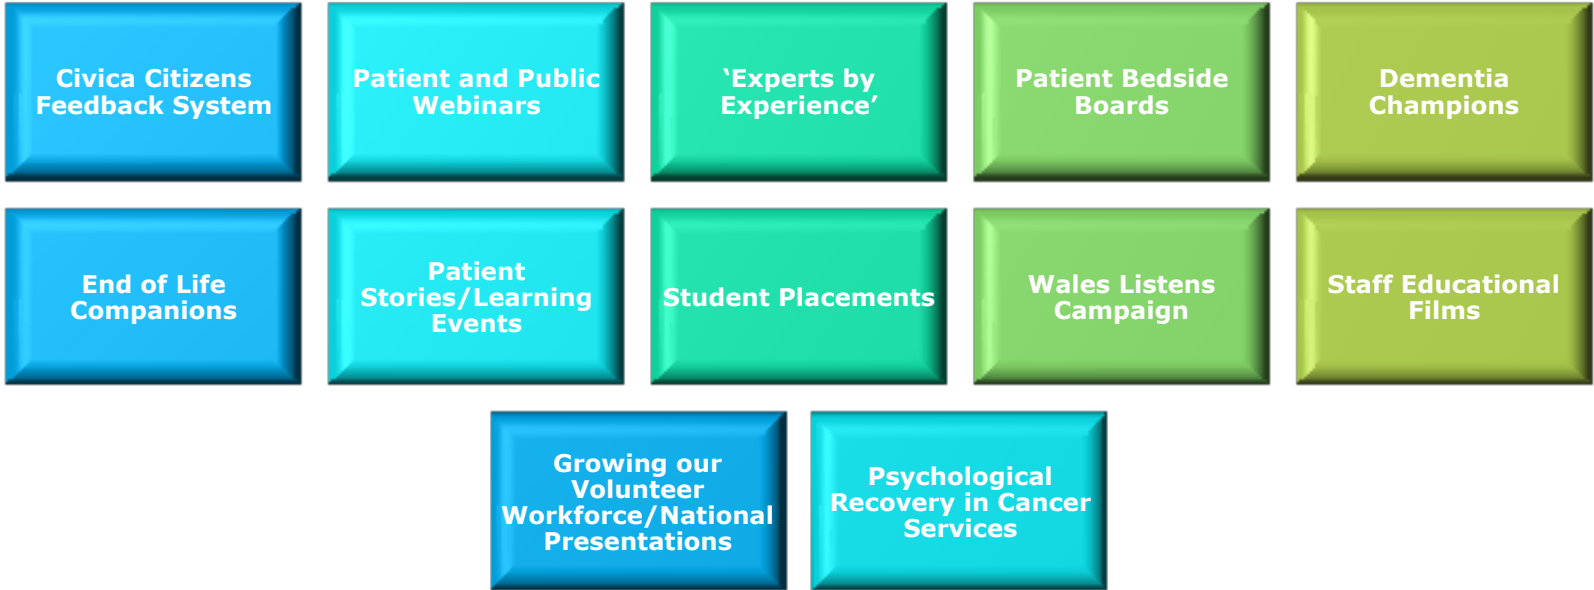 Civica Citizens
Feedback System
Patient and Public
Webinars
‘Experts by
Experience’
Patient Bedside
Boards
Dementia
Champions
End of Life
Companions
Patient
Stories/Learning
Events
Student Placements
Wales Listens
Campaign
Staff Educational
Films
Growing our
Volunteer
Workforce/National
Presentations
Psychological
Recovery in Cancer
Services